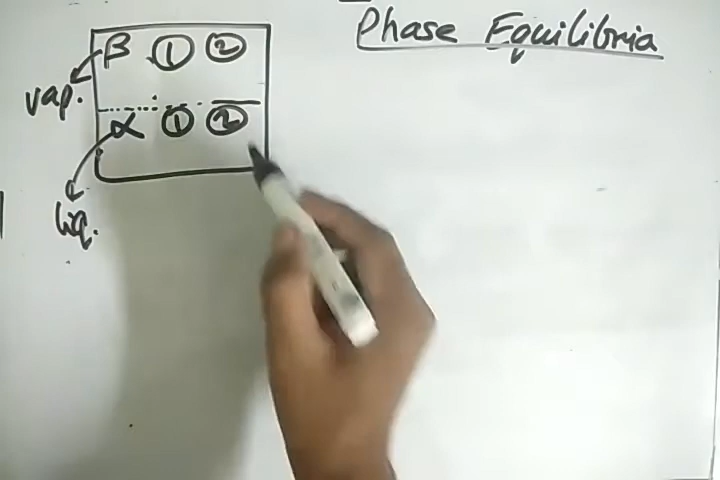 Phase Equilibria
β ① ②
vap.
α ① ②
liq.